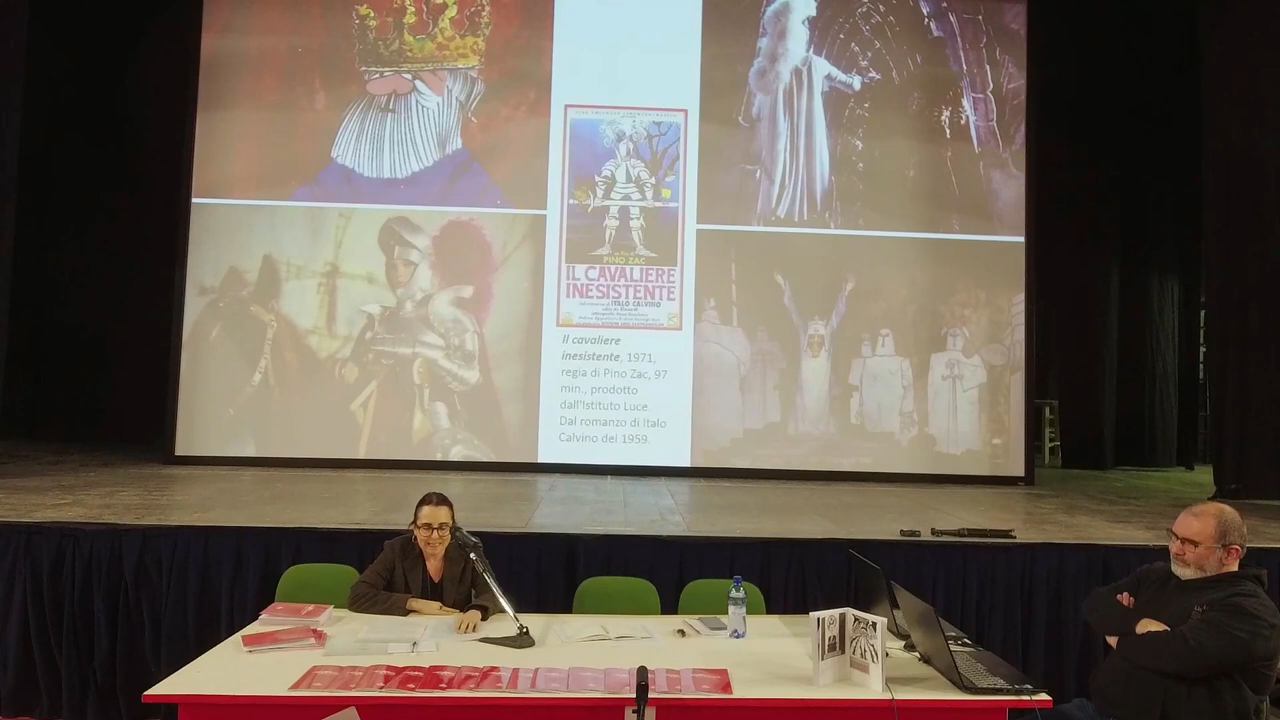 PINO ZAC
IL CAVALIERE
INESISTENTE
ITALO CALVINO
Il cavaliere
inesistente, 1971,
regia di Pino Zac, 97
min., prodotto
dall'Istituto Luce.
Dal romanzo di Italo
Calvino del 1959.